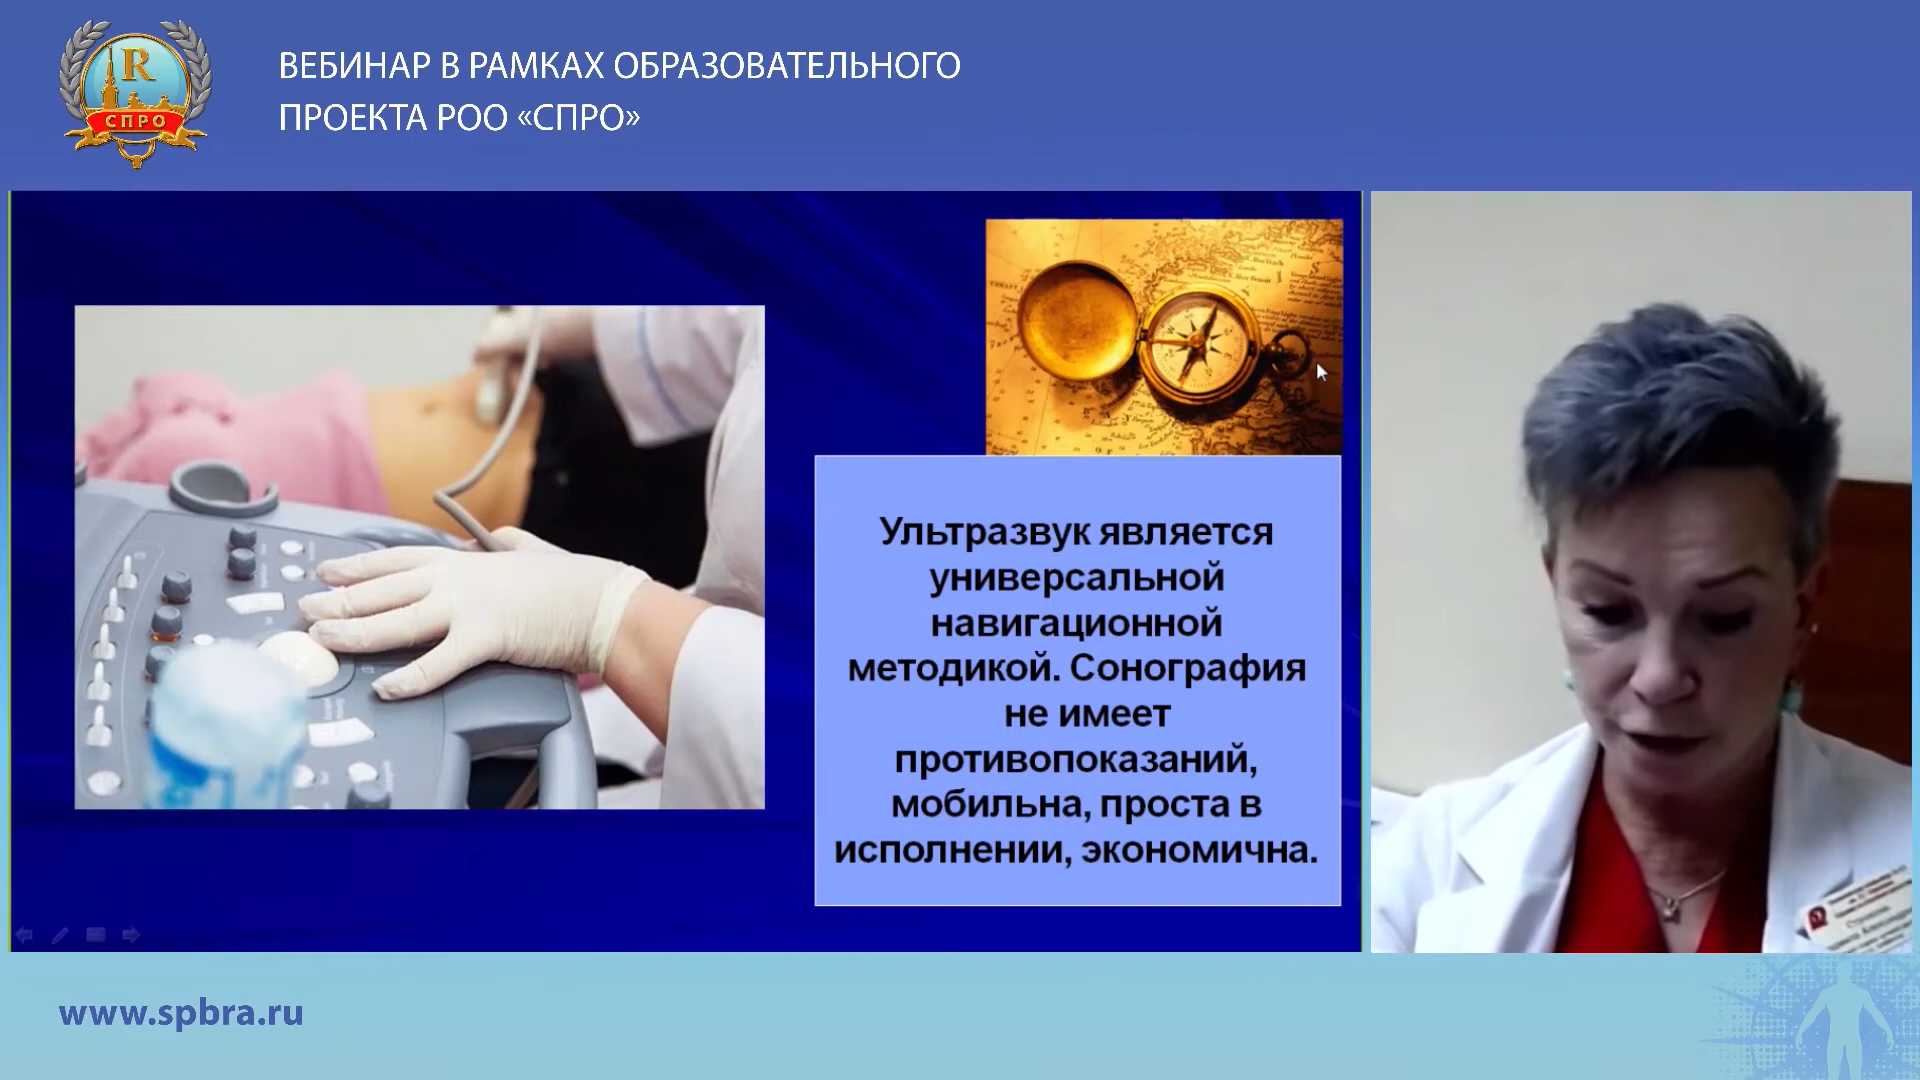 R
СПРО
ВЕБИНАР В РАМКАХ ОБРАЗОВАТЕЛЬНОГО
ПРОЕКТА РОО «СПРО»
Ультразвук является
универсальной
навигационной
методикой. Сонография
не имеет
противопоказаний,
мобильна, проста в
исполнении, экономична.
www.spbra.ru